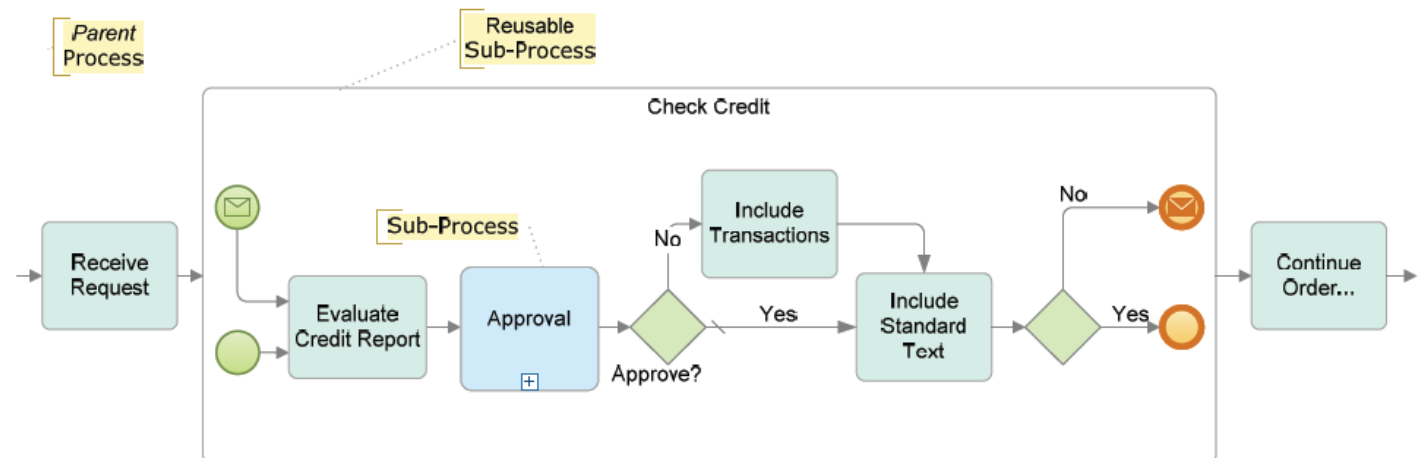 Parent
Process
Reusable
Sub-Process
Check Credit
Receive
Request
Evaluate
Credit Report
Sub-Process
Approval
No
Approve?
Include
Transactions
Yes
Include
Standard
Text
No
Yes
Continue
Order...